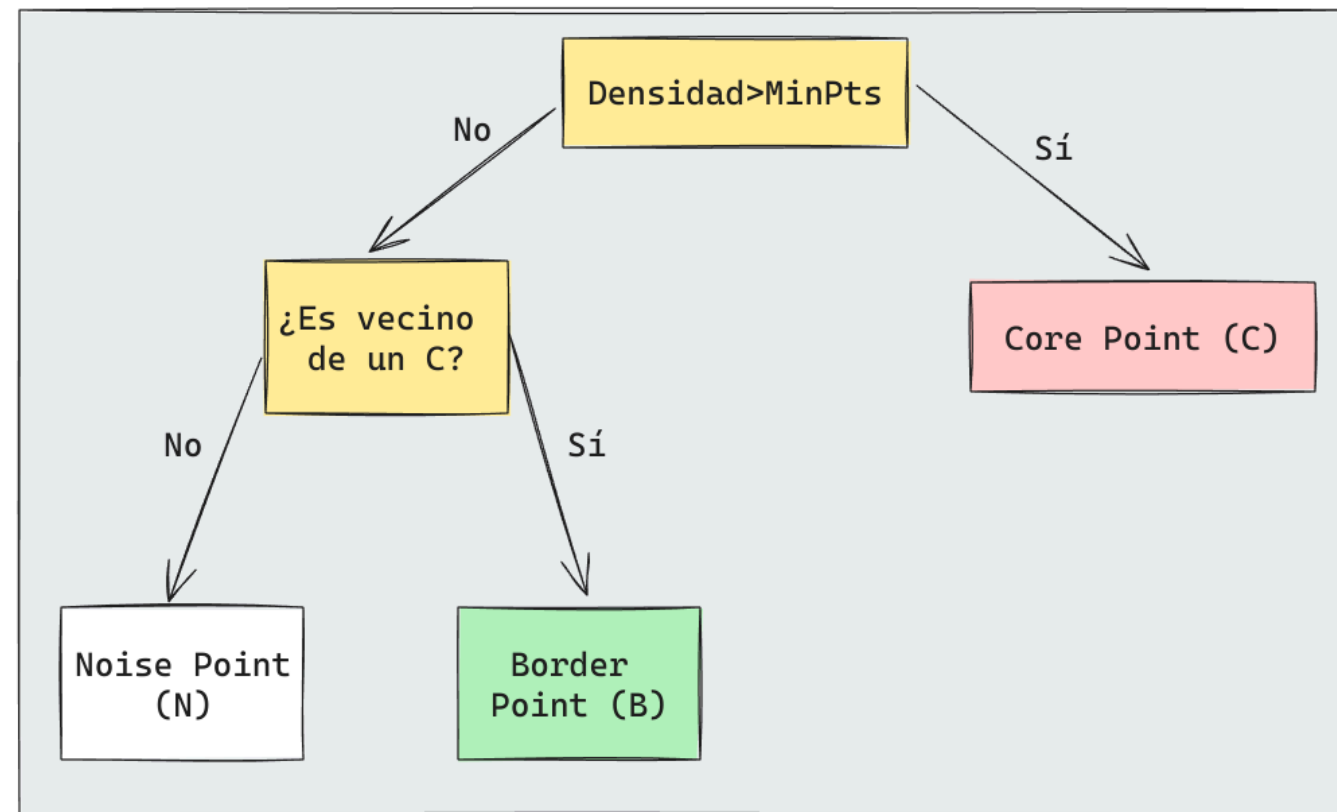 Densidad>MinPts
No
Sí
¿Es vecino
de un C?
Core Point (C)
No
Sí
Noise Point
(N)
Border
Point (B)